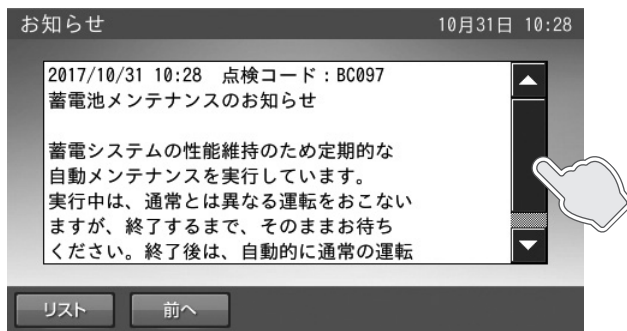 お知らせ 10月31日 10:28
2017/10/31 10:28 点検コード:BC097
蓄電池メンテナンスのお知らせ
蓄電システムの性能維持のため定期的な
自動メンテナンスを実行しています。
実行中は、通常とは異なる運転をおこない
ますが、終了するまで、そのままお待ち
ください。終了後は、自動的に通常の運転
リスト 前へ